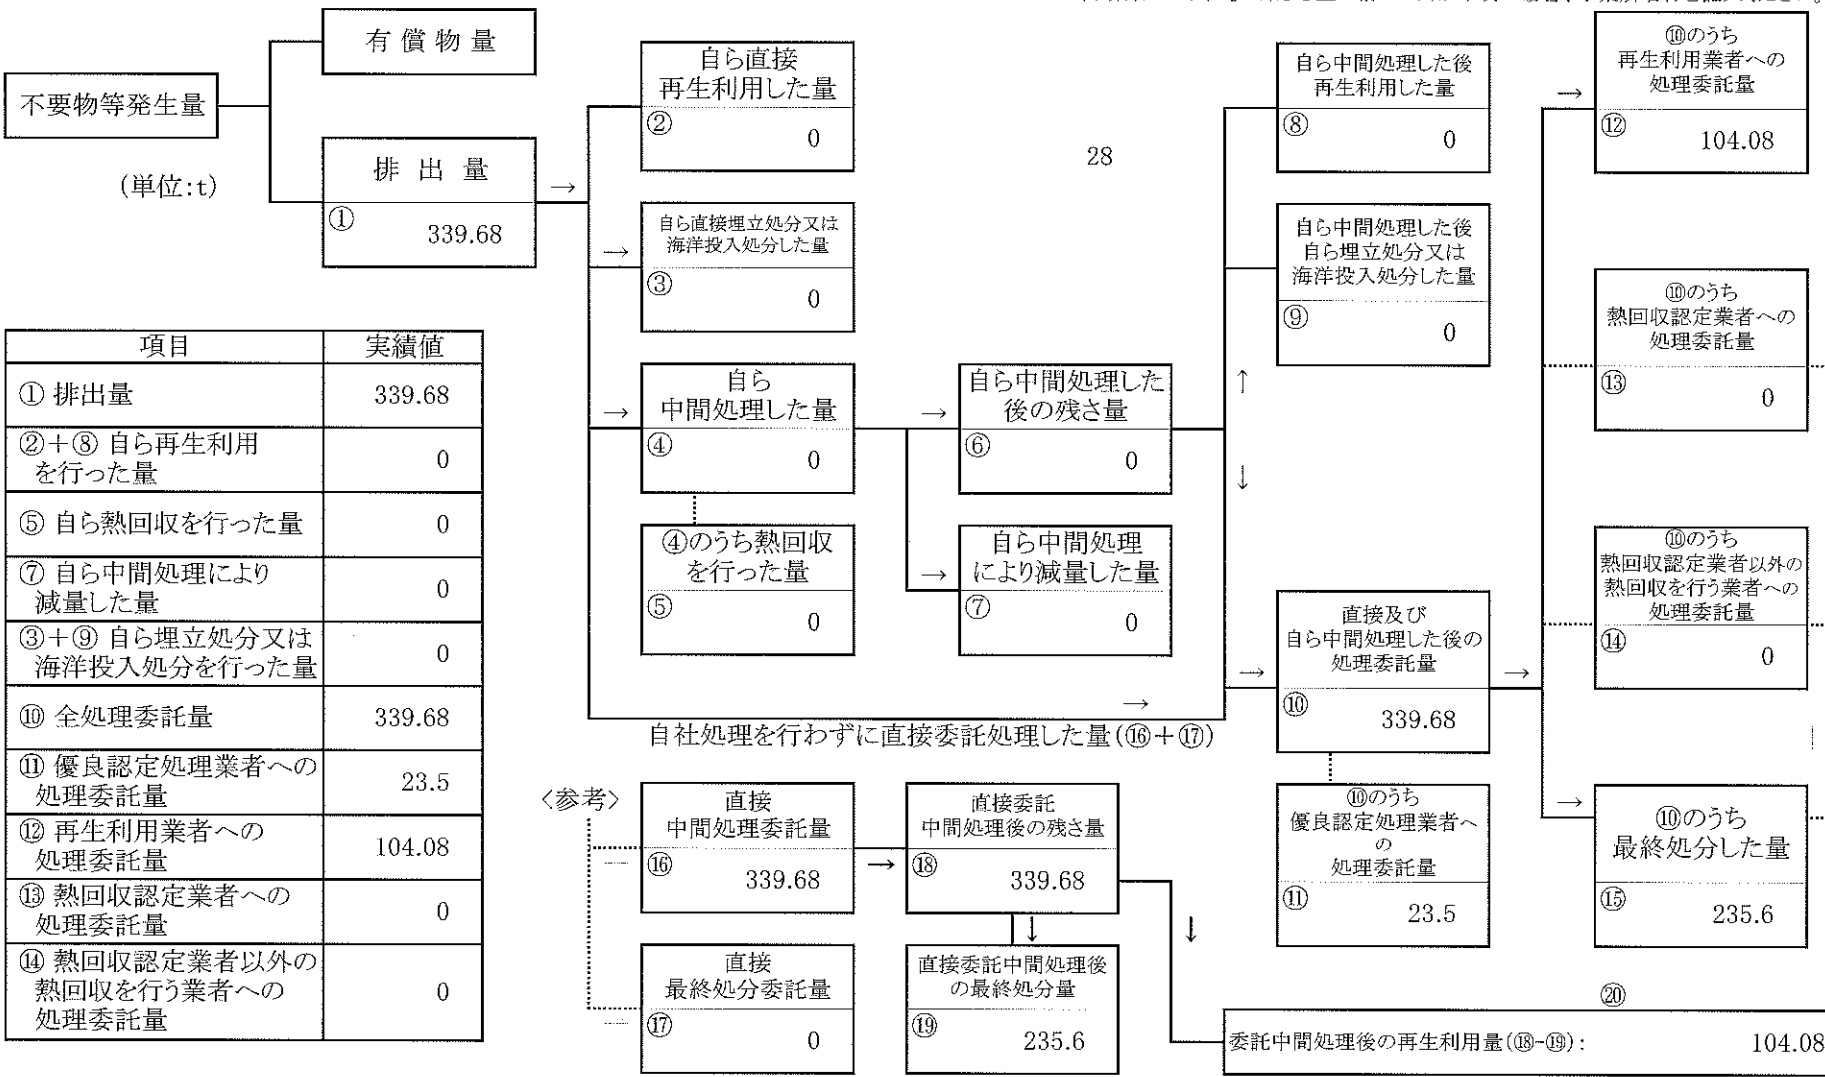 有 償 物 量
不要物等発生量
(単位:t)
排 出 量
① 339.68
→
自ら直接
再生利用した量
② 0
→
自ら直接埋立処分又は
海洋投入処分した量
③ 0
→
自ら
中間処理した量
④ 0
④のうち熱回収
を行った量
⑤ 0
→
自ら中間処理した
後の残さ量
⑥ 0
→
自ら中間処理
により減量した量
⑦ 0
28
自ら中間処理した後
再生利用した量
⑧ 0
自ら中間処理した後
自ら埋立処分又は
海洋投入処分した量
⑨ 0
↑
↓
→
自社処理を行わずに直接委託処理した量(⑯+⑰)
→
直接及び
自ら中間処理した後の
処理委託量
⑩ 339.68
→
⑩のうち
優良認定処理業者へ
の
処理委託量
⑪ 23.5
→
⑩のうち
再生利用業者への
処理委託量
⑫ 104.08
⑩のうち
熱回収認定業者への
処理委託量
⑬ 0
⑩のうち
熱回収認定業者以外の
熱回収を行う業者への
処理委託量
⑭ 0
→
⑩のうち
最終処分した量
⑮ 235.6
項目 実績値
① 排出量 339.68
②+⑧ 自ら再生利用
を行った量 0
⑤ 自ら熱回収を行った量 0
⑦ 自ら中間処理により
減量した量 0
③+⑨ 自ら埋立処分又は
海洋投入処分を行った量 0
⑩ 全処理委託量 339.68
⑪ 優良認定処理業者への
処理委託量 23.5
⑫ 再生利用業者への
処理委託量 104.08
⑬ 熱回収認定業者への
処理委託量 0
⑭ 熱回収認定業者以外の
熱回収を行う業者への
処理委託量 0
〈参考〉
直接
中間処理委託量
⑯ 339.68
→
直接委託
中間処理後の残さ量
⑱ 339.68
↓
↓
直接
最終処分委託量
⑰ 0
直接委託中間処理後
の最終処分量
⑲ 235.6
⑳
委託中間処理後の再生利用量(⑱-⑲): 104.08